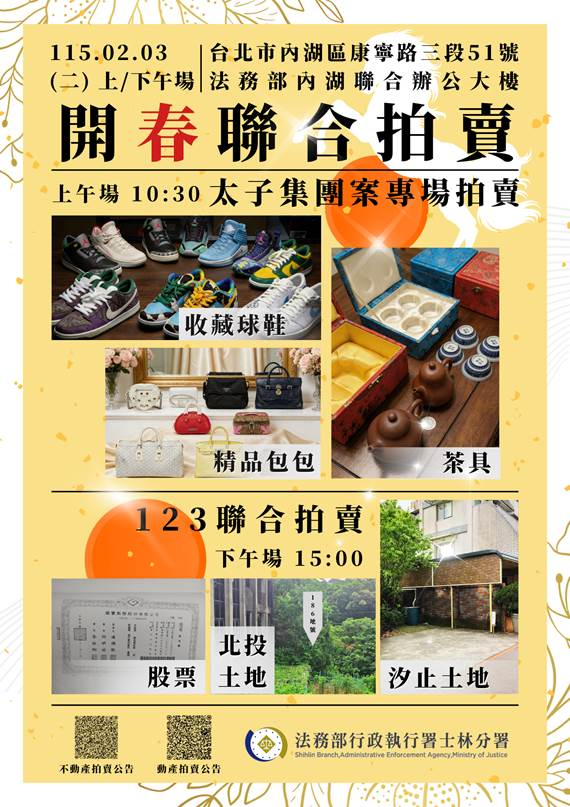 115.02.03
(二) 上/下午場
台北市內湖區康寧路三段51號
法務部內湖聯合辦公大樓
開春聯合拍賣
上午場 10:30 太子集團案專場拍賣
收藏球鞋
精品包包
茶具
123聯合拍賣
下午場 15:00
股票
北投
土地
186地號
汐止土地
不動產拍賣公告
動產拍賣公告
法務部行政執行署士林分署
Shihlin Branch,Administrative Enforcement Agency,Ministry of Justice